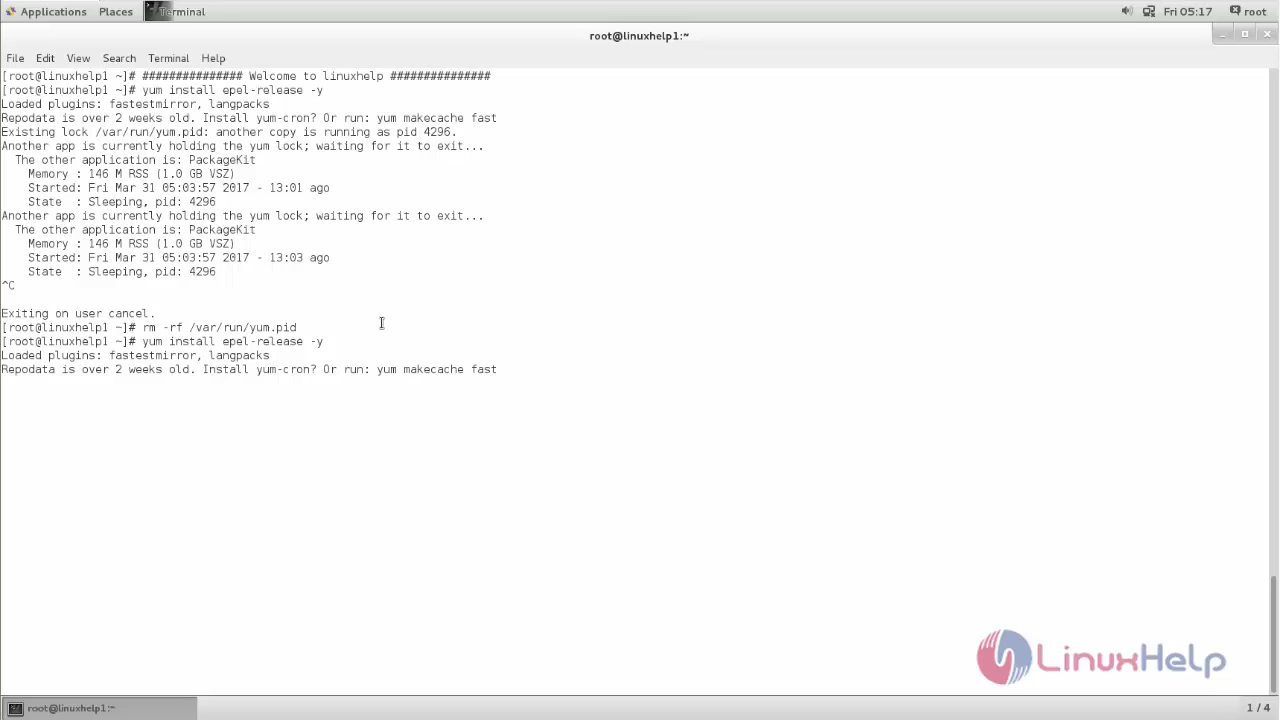 Applications Places Terminal Fri 05:17 root
root@linuxhelp1:~
File Edit View Search Terminal Help
[root@linuxhelp1 ~]# ############### Welcome to linuxhelp ###############
[root@linuxhelp1 ~]# yum install epel-release -y
Loaded plugins: fastestmirror, langpacks
Repodata is over 2 weeks old. Install yum-cron? Or run: yum makecache fast
Existing lock /var/run/yum.pid: another copy is running as pid 4296.
Another app is currently holding the yum lock; waiting for it to exit...
  The other application is: PackageKit
    Memory : 146 M RSS (1.0 GB VSZ)
    Started: Fri Mar 31 05:03:57 2017 - 13:01 ago
    State  : Sleeping, pid: 4296
Another app is currently holding the yum lock; waiting for it to exit...
  The other application is: PackageKit
    Memory : 146 M RSS (1.0 GB VSZ)
    Started: Fri Mar 31 05:03:57 2017 - 13:03 ago
    State  : Sleeping, pid: 4296
^C
Exiting on user cancel.
[root@linuxhelp1 ~]# rm -rf /var/run/yum.pid
[root@linuxhelp1 ~]# yum install epel-release -y
Loaded plugins: fastestmirror, langpacks
Repodata is over 2 weeks old. Install yum-cron? Or run: yum makecache fast
LinuxHelp
root@linuxhelp1:~ 1 / 4